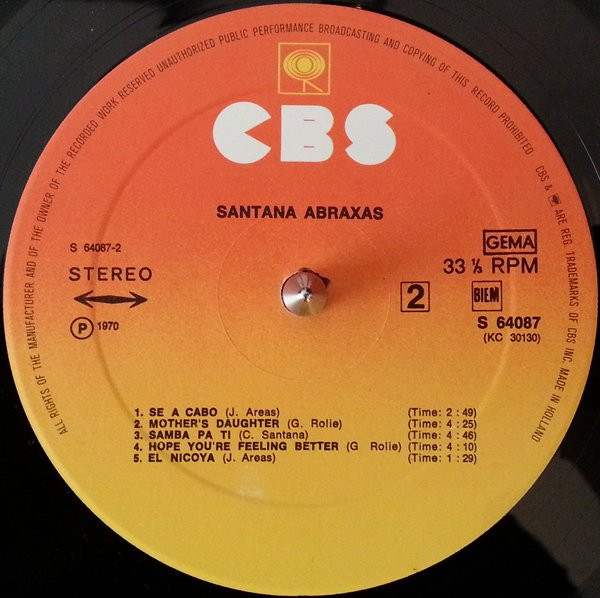 ALL RIGHTS OF THE MANUFACTURER AND OF THE OWNER OF THE RECORDED WORK RESERVED UNAUTHORIZED PUBLIC PERFORMANCE BROADCASTING AND COPYING OF THIS RECORD PROHIBITED
CBS & ARE REG. TRADEMARKS OF CBS INC. MADE IN HOLLAND
CBS
SANTANA ABRAXAS
S 64087-2
GEMA
STEREO
33 ⅓ RPM
2
BIEM
S 64087
℗ 1970
(KC 30130)
1. SE A CABO (J. Areas) (Time: 2 : 49)
2. MOTHER'S DAUGHTER (G. Rolie) (Time: 4 : 25)
3. SAMBA PA TI (C. Santana) (Time: 4 : 46)
4. HOPE YOU'RE FEELING BETTER (G Rolie) (Time: 4 : 10)
5. EL NICOYA (J. Areas) (Time: 1 : 29)